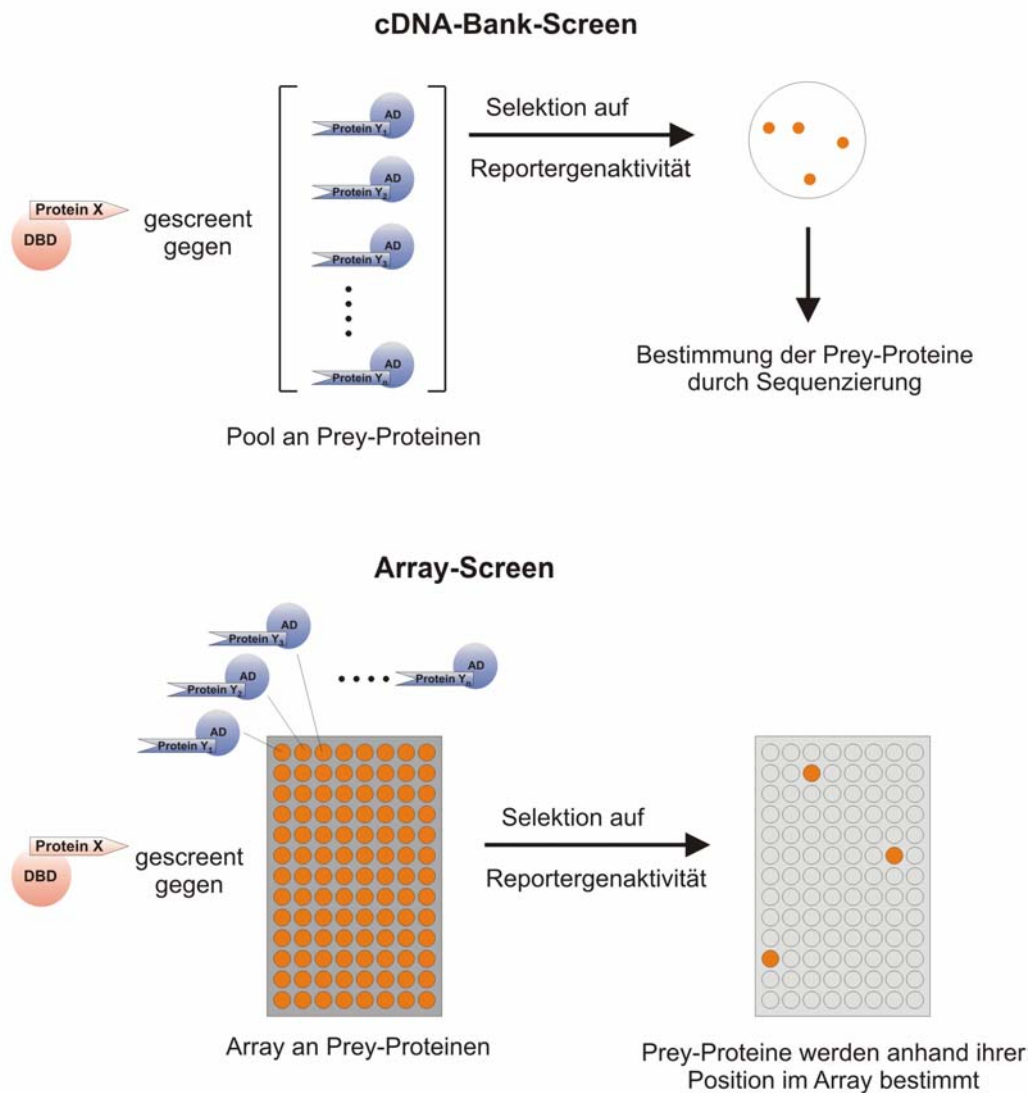 cDNA-Bank-Screen
AD
Protein Y1
AD
Protein Y2
AD
Protein Y3
AD
Protein Yn
Protein X
DBD
gescreent
gegen
Selektion auf
Reportergenaktivität
Pool an Prey-Proteinen
Bestimmung der Prey-Proteine
durch Sequenzierung
Array-Screen
AD
Protein Y3
AD
Protein Y2
AD
Protein Y1
AD
Protein Yn
Protein X
DBD
gescreent
gegen
Selektion auf
Reportergenaktivität
Array an Prey-Proteinen
Prey-Proteine werden anhand ihrer
Position im Array bestimmt